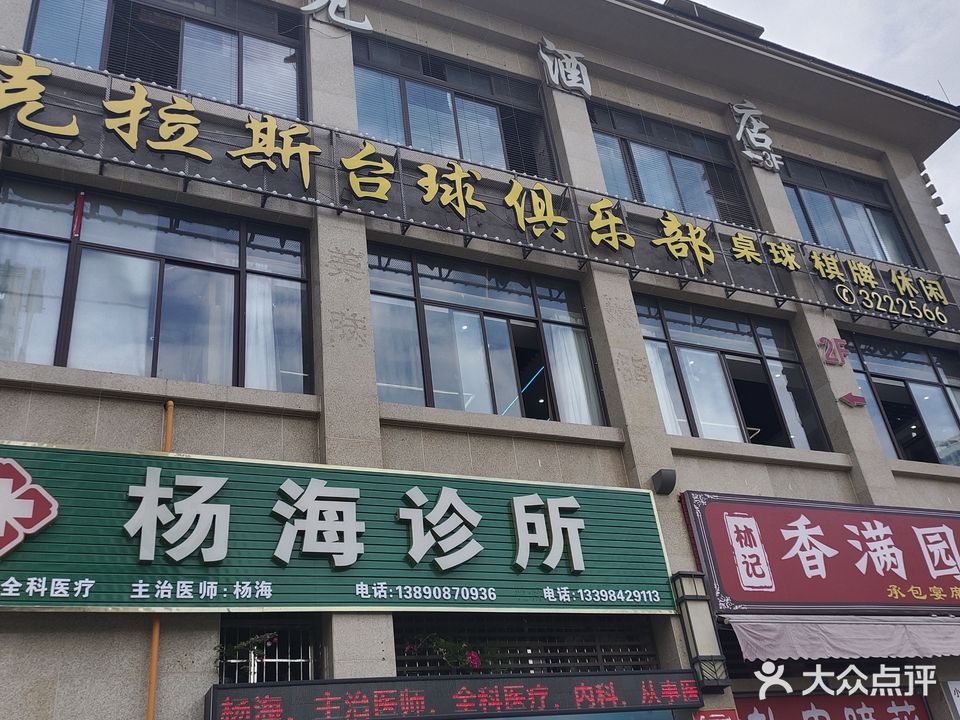 酒店
3F
克拉斯台球俱乐部 桌球 棋牌 休闲
3222566
2F
杨海诊所
全科医疗 主治医师:杨海 电话:13890870936 电话:13398429113
林记
香满园
承包宴席
杨海,主治医师,全科医疗,内科,从事
大众点评